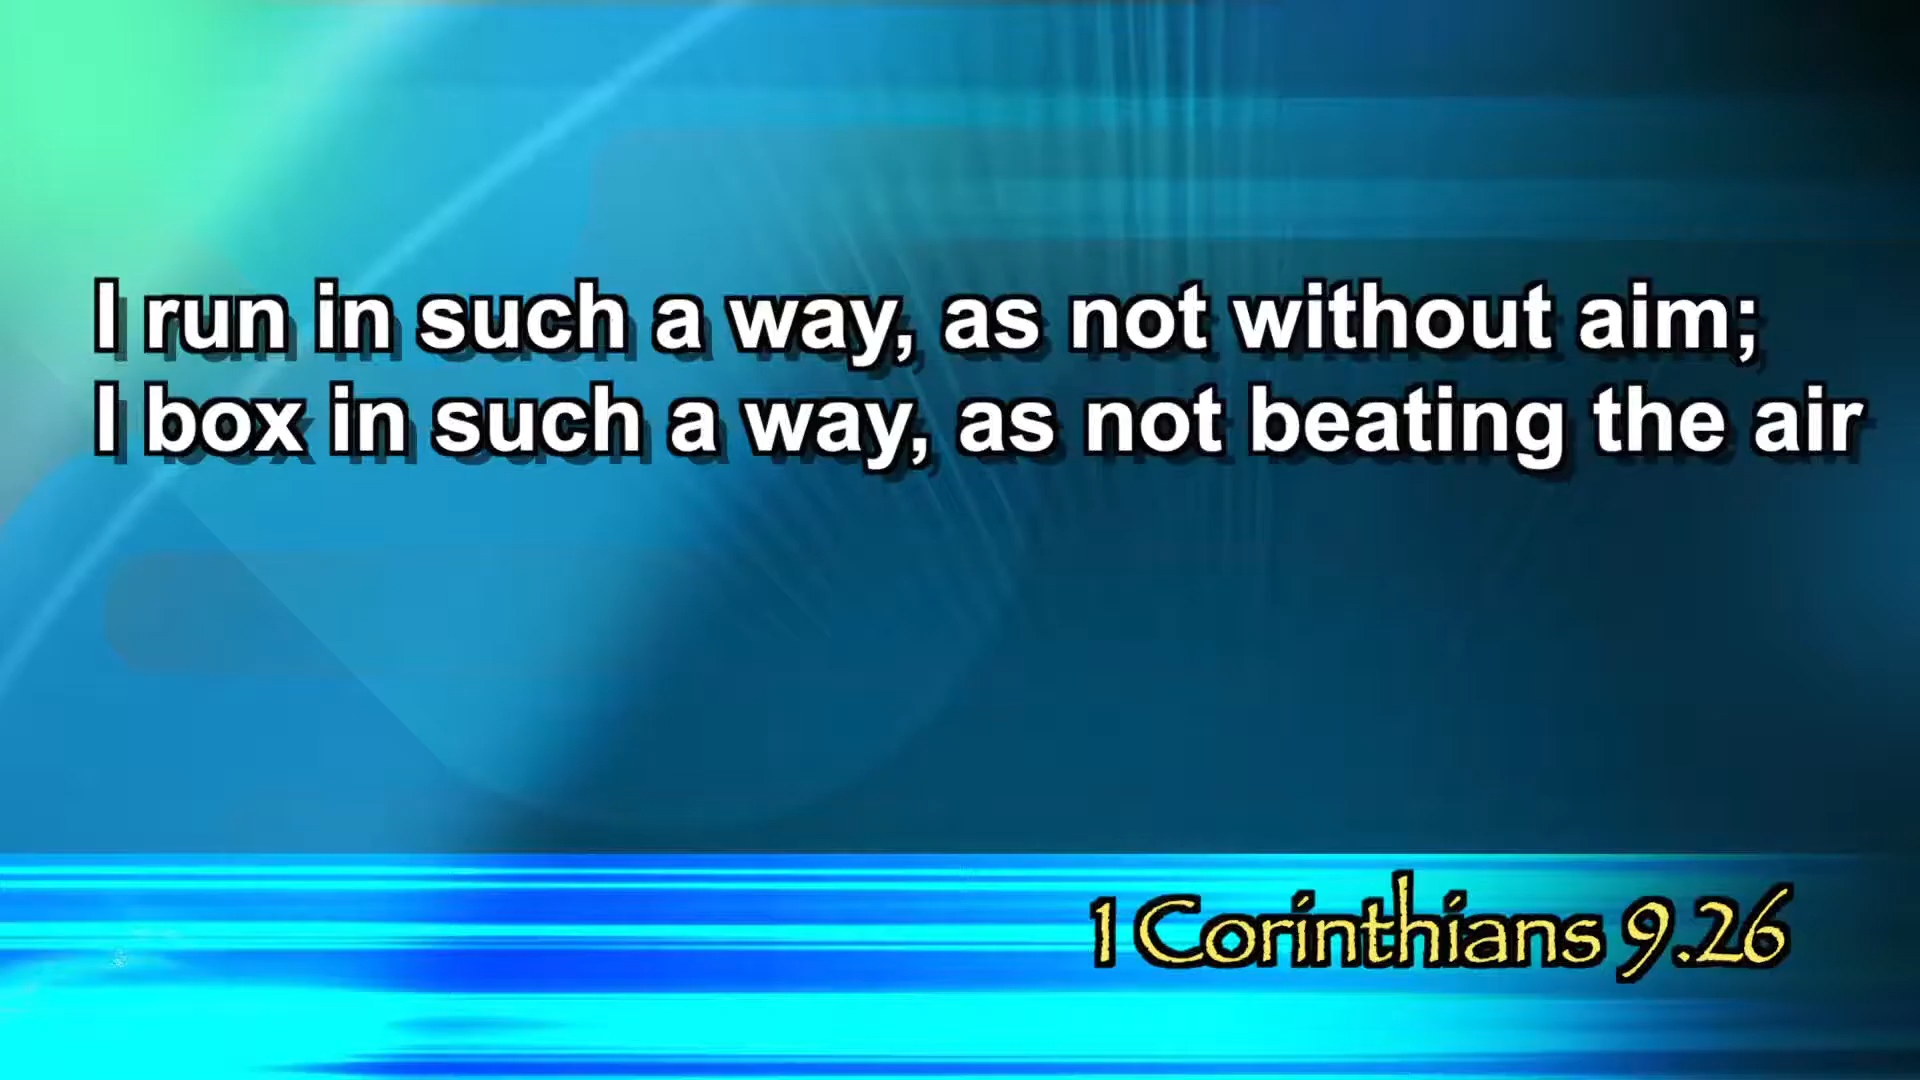 I run in such a way, as not without aim;
I box in such a way, as not beating the air
1 Corinthians 9.26